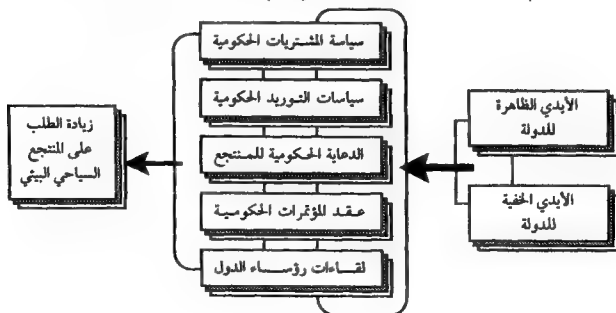 الأيدي الظاهرة
للدولة
الأيدي الخفية
للدولة
سياسة المشتريات الحكومية
سياسات التوريد الحكومية
الدعاية الحكومية للمنتجع
عقد المؤتمرات الحكومية
لقاءات رؤساء الدول
زيادة الطلب
على المنتجع
السياحي البيئي